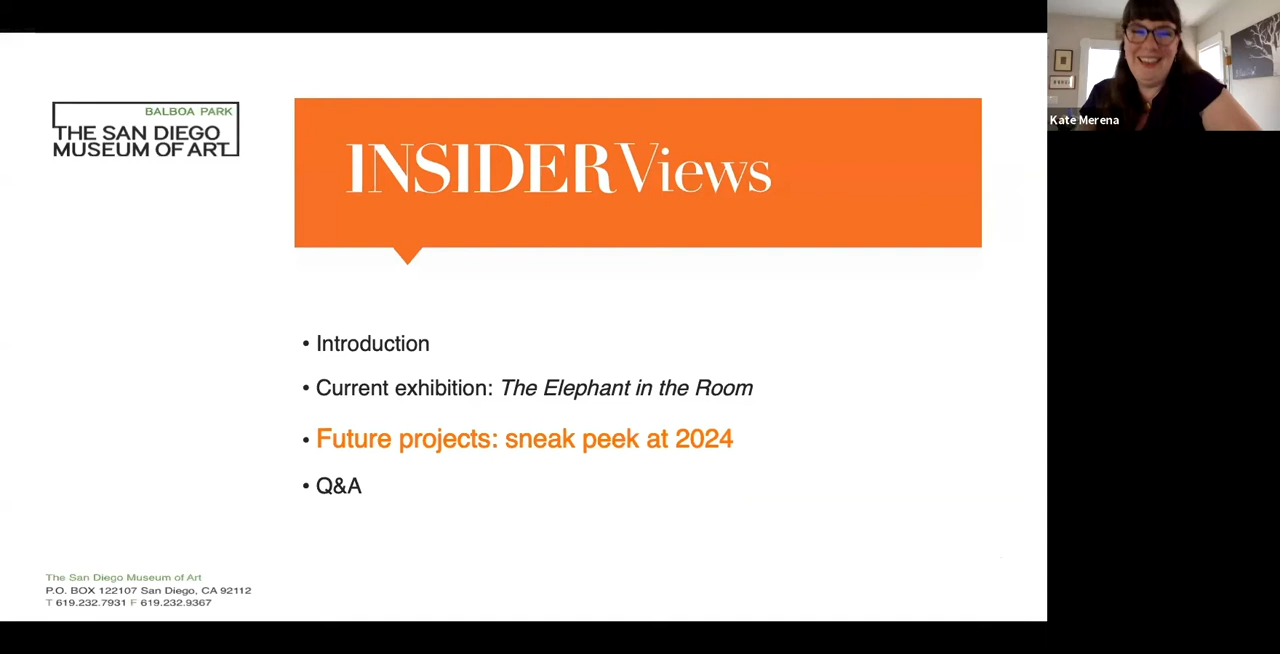 BALBOA PARK
THE SAN DIEGO
MUSEUM OF ART
INSIDER Views
• Introduction
• Current exhibition: The Elephant in the Room
• Future projects: sneak peek at 2024
• Q&A
The San Diego Museum of Art
P.O. BOX 122107 San Diego, CA 92112
T 619.232.7931 F 619.232.9367
Kate Merena